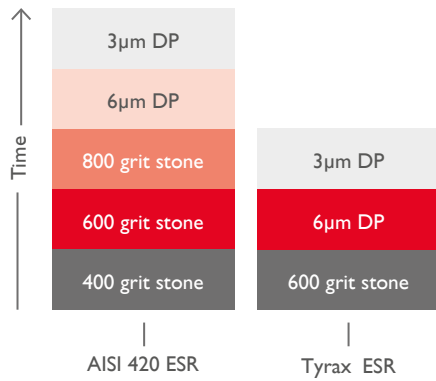 3µm DP
6µm DP
800 grit stone
3µm DP
600 grit stone
6µm DP
400 grit stone
600 grit stone
Time
AISI 420 ESR
Tyrax ESR